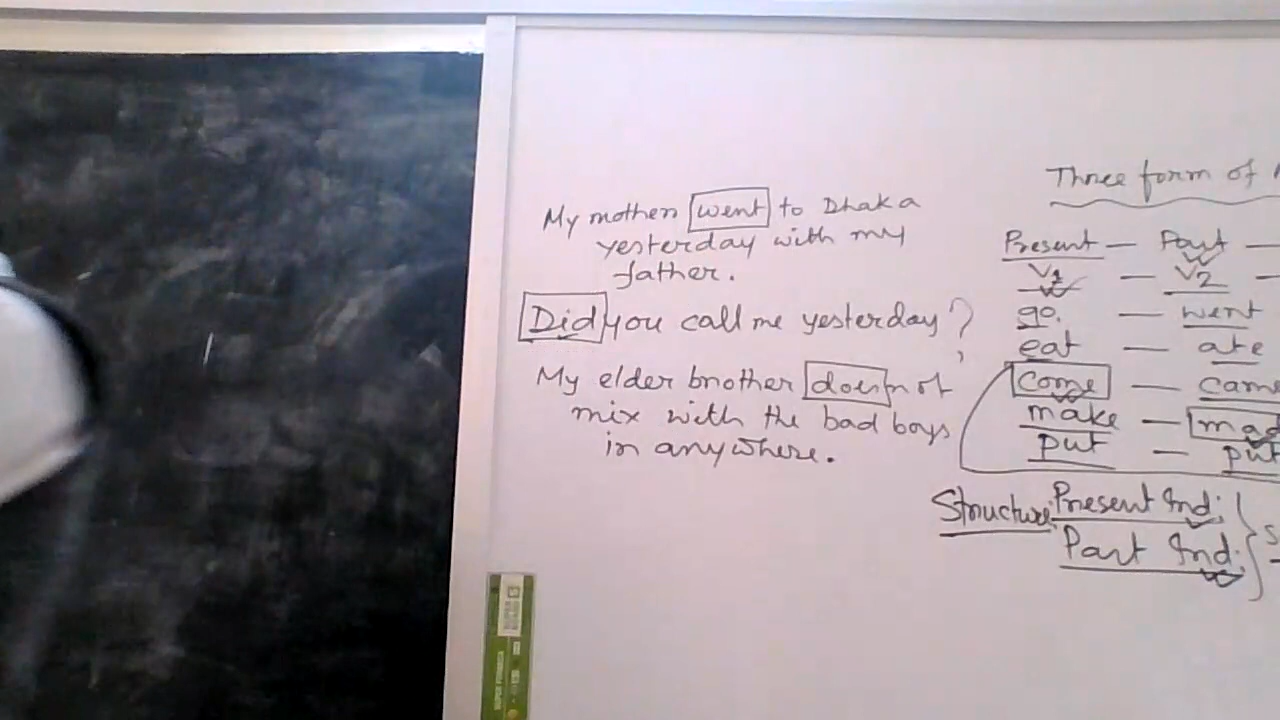 My mother went to Dhaka
yesterday with my
father.
Did you call me yesterday?
My elder brother does not
mix with the bad boys
in anywhere.
Three form of
Present — Past —
V1 — V2 —
go. — went
eat — ate
come — came
make — mad
put — put
Structure Present Ind:
Past Ind: